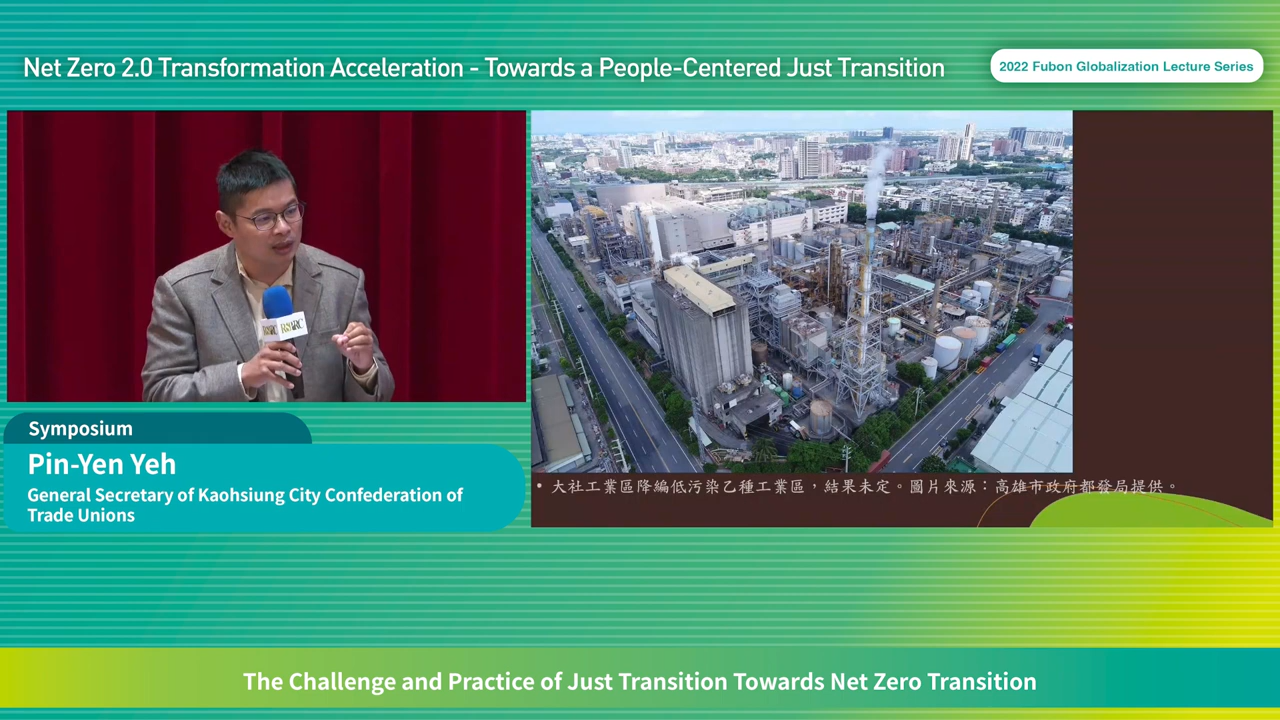 Net Zero 2.0 Transformation Acceleration - Towards a People-Centered Just Transition
2022 Fubon Globalization Lecture Series
Symposium
Pin-Yen Yeh
General Secretary of Kaohsiung City Confederation of
Trade Unions
• 大社工業區降編低污染乙種工業區，結果未定。圖片來源：高雄市政府都發局提供。
The Challenge and Practice of Just Transition Towards Net Zero Transition